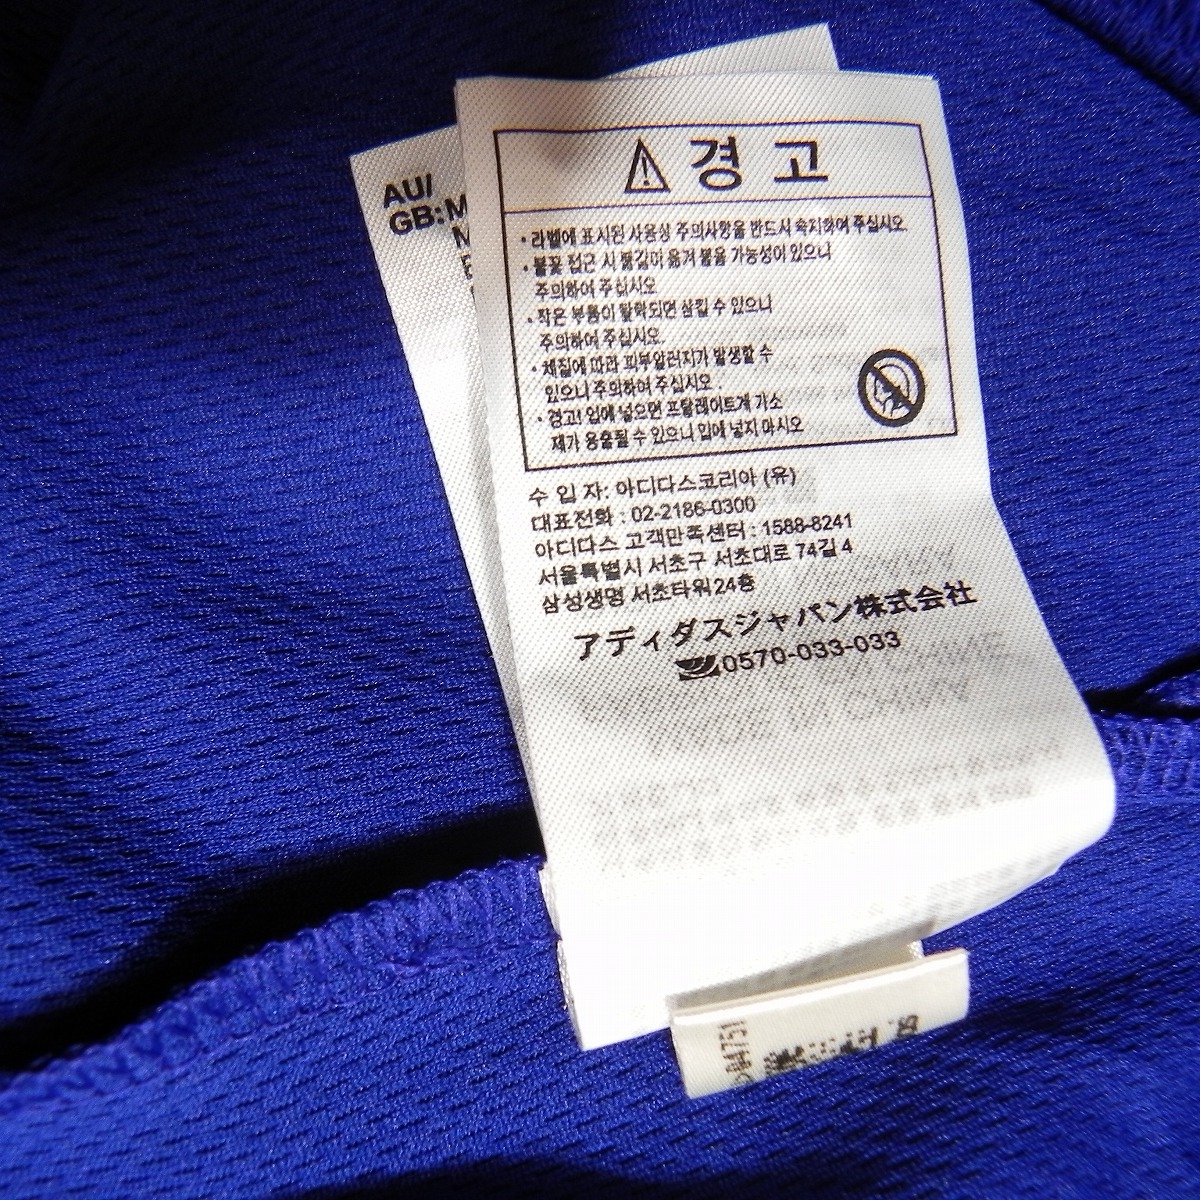 AU/
GB:M
경 고
• 라벨에 표시된 사용상 주의사항을 반드시 숙지하여 주십시오.
• 불꽃 접근 시 불길이 옮겨 붙을 가능성이 있으니
주의하여 주십시오
• 작은 부품이 탈락되면 삼킬 수 있으니
주의하여 주십시오.
• 체질에 따라 피부알러지가 발생할 수
있으니 주의하여 주십시오.
• 경고! 입에 넣으면 프탈레이트계 가소
제가 용출될 수 있으니 입에 넣지 마시오
수 입 자: 아디다스코리아 (유)
대표전화 : 02-2186-0300
아디다스 고객만족센터 : 1588-8241
서울특별시 서초구 서초대로 74길 4
삼성생명 서초타워 24층
アディダスジャパン株式会社
0570-033-033